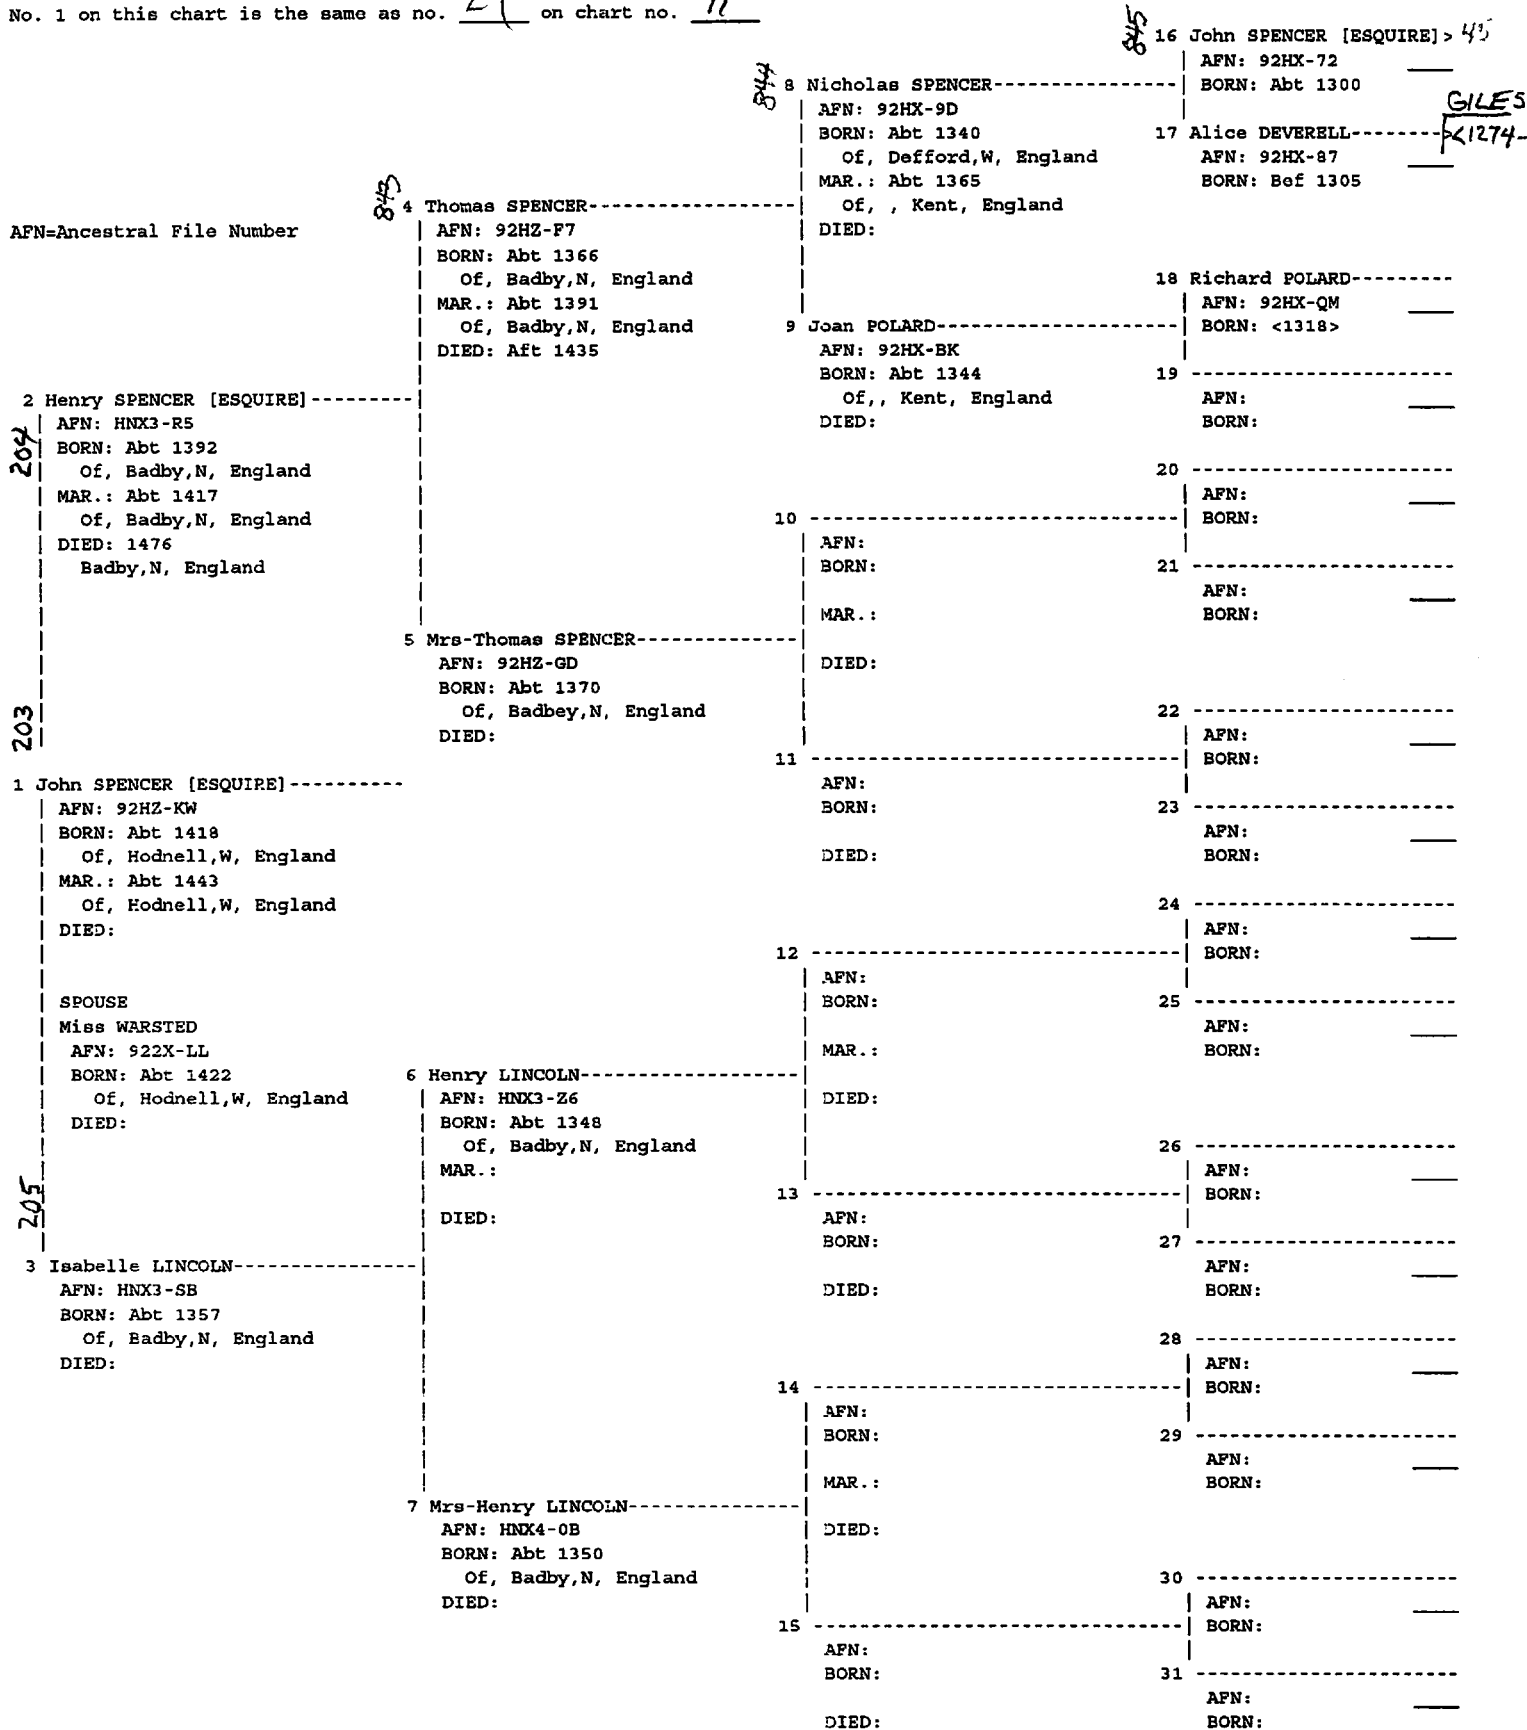 No. 1 on this chart is the same as no. 29 on chart no. 11
845
16 John SPENCER [ESQUIRE]> 45
AFN: 92HX-72
BORN: Abt 1300
844
8 Nicholas SPENCER
AFN: 92HX-9D
BORN: Abt 1340
Of, Defford,W, England
MAR.: Abt 1365
Of, , Kent, England
DIED:
GILES
17 Alice DEVERELL ><1274-
AFN: 92HX-87
BORN: Bef 1305
843
4 Thomas SPENCER
AFN: 92HZ-F7
BORN: Abt 1366
Of, Badby,N, England
MAR.: Abt 1391
Of, Badby,N, England
DIED: Aft 1435
AFN=Ancestral File Number
18 Richard POLARD
AFN: 92HX-QM
BORN: <1318>
9 Joan POLARD
AFN: 92HX-BK
BORN: Abt 1344
Of,, Kent, England
DIED:
19
AFN:
BORN:
2 Henry SPENCER [ESQUIRE]
204
AFN: HNX3-R5
BORN: Abt 1392
Of, Badby,N, England
MAR.: Abt 1417
Of, Badby,N, England
DIED: 1476
Badby,N, England
20
AFN:
BORN:
10
AFN:
BORN:
MAR.:
DIED:
21
AFN:
BORN:
5 Mrs-Thomas SPENCER
AFN: 92HZ-GD
BORN: Abt 1370
Of, Badbey,N, England
DIED:
22
AFN:
BORN:
11
AFN:
BORN:
DIED:
23
AFN:
BORN:
203
1 John SPENCER [ESQUIRE]
AFN: 92HZ-KW
BORN: Abt 1418
Of, Hodnell,W, England
MAR.: Abt 1443
Of, Hodnell,W, England
DIED:
SPOUSE
Miss WARSTED
AFN: 922X-LL
BORN: Abt 1422
Of, Hodnell,W, England
DIED:
24
AFN:
BORN:
12
AFN:
BORN:
MAR.:
DIED:
25
AFN:
BORN:
6 Henry LINCOLN
AFN: HNX3-Z6
BORN: Abt 1348
Of, Badby,N, England
MAR.:
DIED:
26
AFN:
BORN:
13
AFN:
BORN:
DIED:
27
AFN:
BORN:
205
3 Isabelle LINCOLN
AFN: HNX3-SB
BORN: Abt 1357
Of, Badby,N, England
DIED:
28
AFN:
BORN:
14
AFN:
BORN:
MAR.:
DIED:
29
AFN:
BORN:
7 Mrs-Henry LINCOLN
AFN: HNX4-0B
BORN: Abt 1350
Of, Badby,N, England
DIED:
30
AFN:
BORN:
15
AFN:
BORN:
DIED:
31
AFN:
BORN: